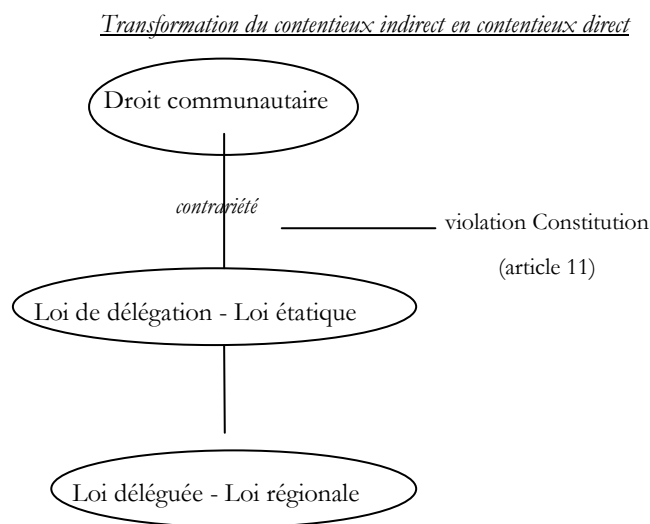 Transformation du contentieux indirect en contentieux direct
Droit communautaire
contrariété
violation Constitution
(article 11)
Loi de délégation - Loi étatique
Loi déléguée - Loi régionale